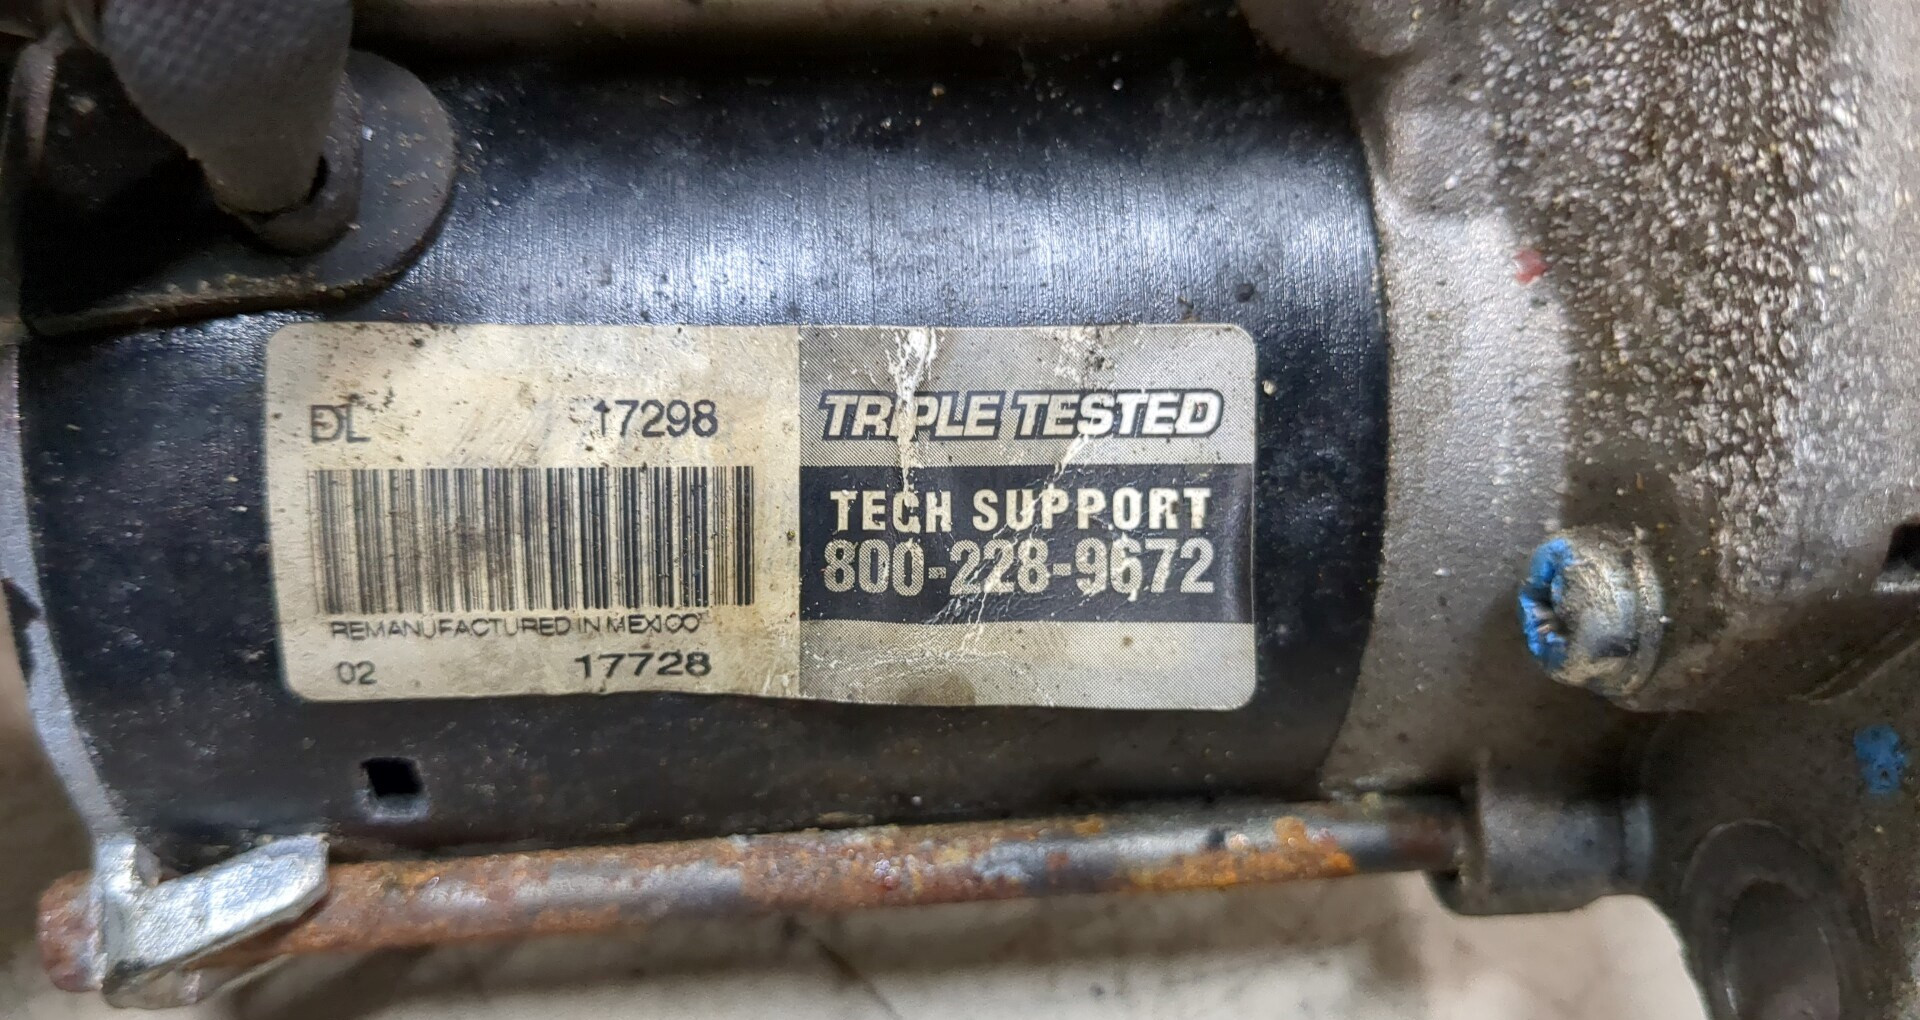 DL 17298
REMANUFACTURED IN MEXICO
02 17728
TRIPLE TESTED
TECH SUPPORT
800-228-9672